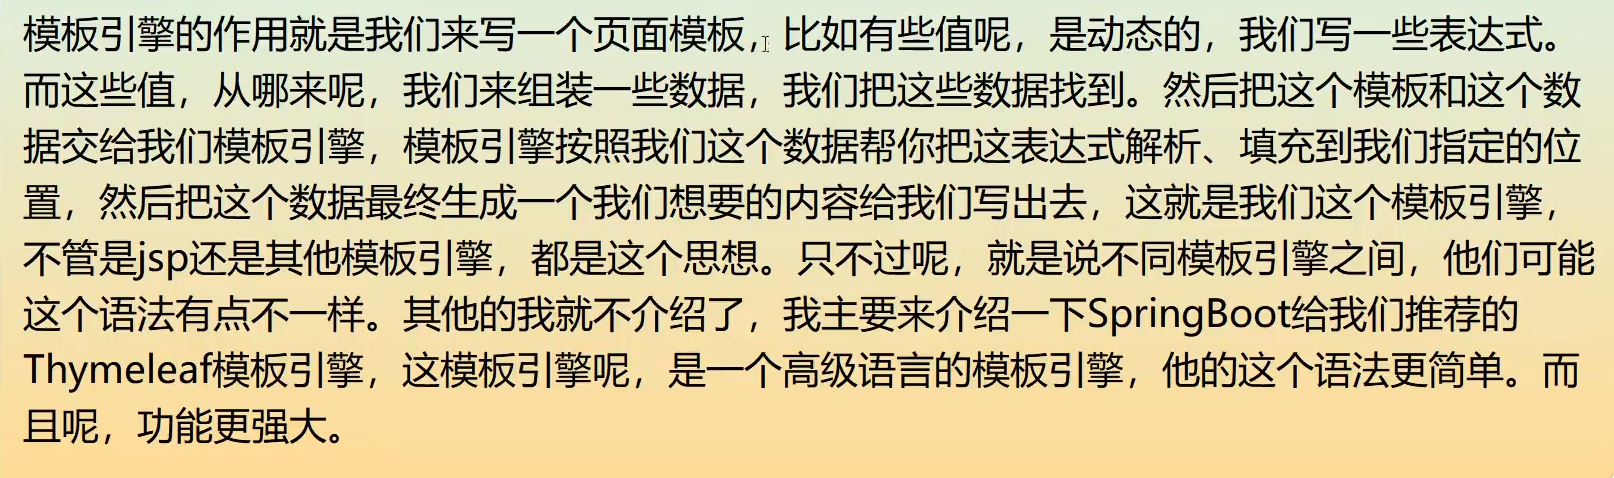 模板引擎的作用就是我们来写一个页面模板，比如有些值呢，是动态的，我们写一些表达式。
而这些值，从哪来呢，我们来组装一些数据，我们把这些数据找到。然后把这个模板和这个数
据交给我们模板引擎，模板引擎按照我们这个数据帮你把这表达式解析、填充到我们指定的位
置，然后把这个数据最终生成一个我们想要的内容给我们写出去，这就是我们这个模板引擎，
不管是jsp还是其他模板引擎，都是这个思想。只不过呢，就是说不同模板引擎之间，他们可能
这个语法有点不一样。其他的我就不介绍了，我主要来介绍一下SpringBoot给我们推荐的
Thymeleaf模板引擎，这模板引擎呢，是一个高级语言的模板引擎，他的这个语法更简单。而
且呢，功能更强大。